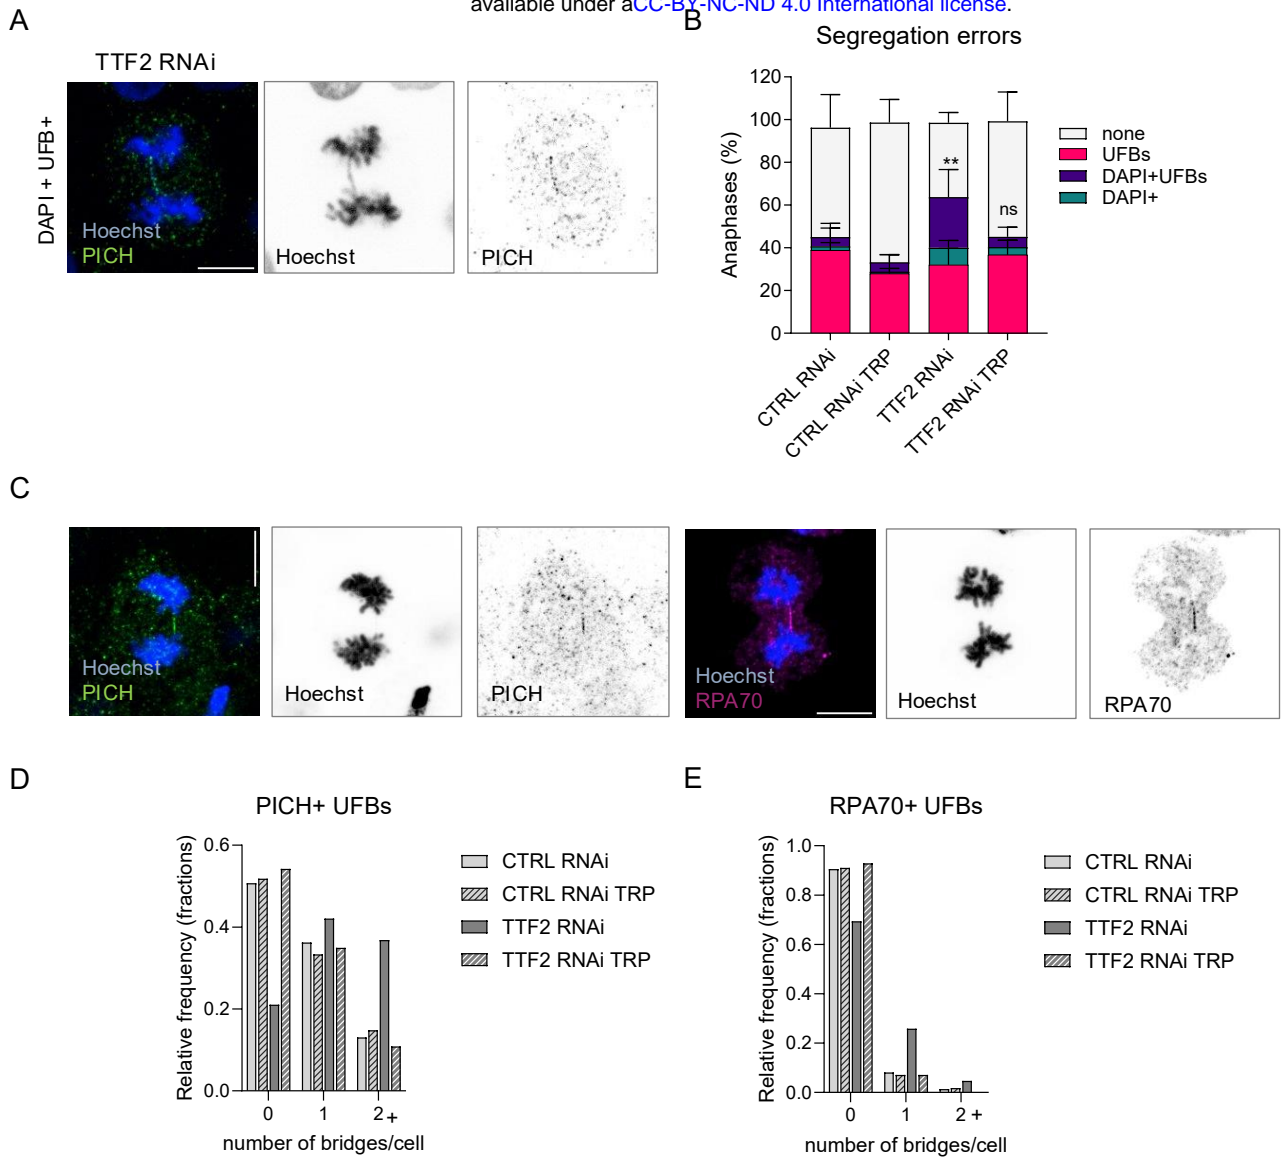 available under aCC-BY-NC-ND 4.0 International license.
A
TTF2 RNAi
DAPI + UFB+
Hoechst
PICH
Hoechst
PICH
B
Segregation errors
Anaphases (%)
120
100
80
60
40
20
0
**
ns
CTRL RNAi
CTRL RNAi TRP
TTF2 RNAi
TTF2 RNAi TRP
none
UFBs
DAPI+UFBs
DAPI+
C
Hoechst
PICH
Hoechst
PICH
Hoechst
RPA70
Hoechst
RPA70
D
PICH+ UFBs
Relative frequency (fractions)
0.6
0.4
0.2
0.0
0 1 2 +
number of bridges/cell
CTRL RNAi
CTRL RNAi TRP
TTF2 RNAi
TTF2 RNAi TRP
E
RPA70+ UFBs
Relative frequency (fractions)
1.0
0.8
0.6
0.4
0.2
0.0
0 1 2 +
number of bridges/cell
CTRL RNAi
CTRL RNAi TRP
TTF2 RNAi
TTF2 RNAi TRP